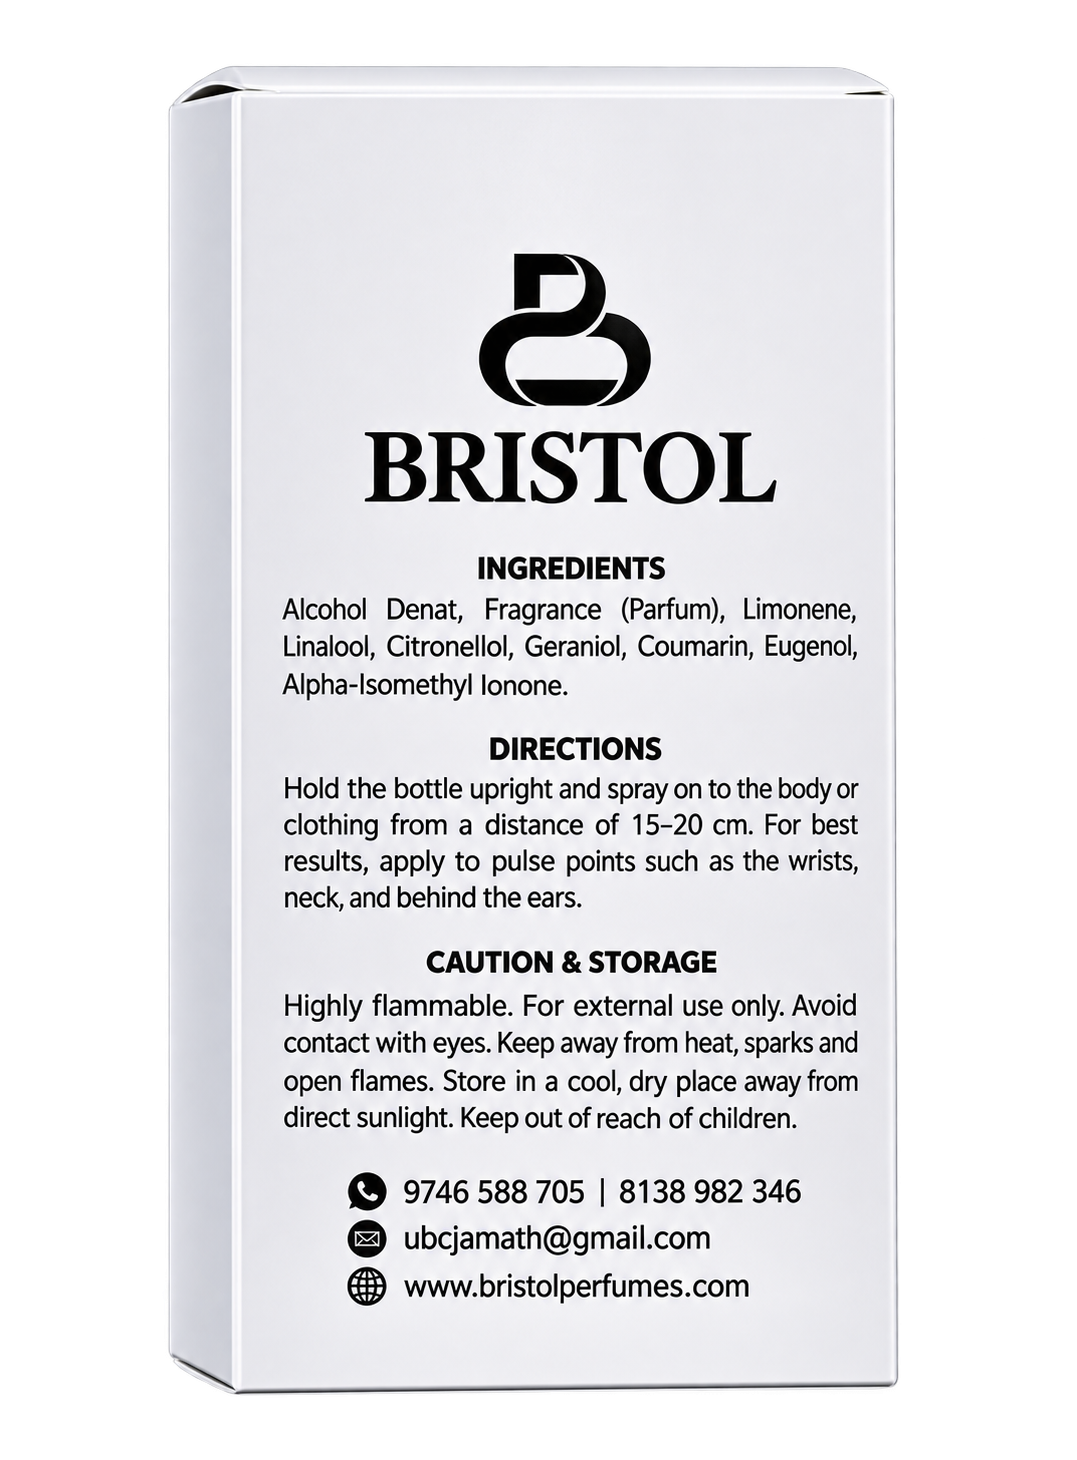 BRISTOL
INGREDIENTS
Alcohol Denat, Fragrance (Parfum), Limonene,
Linalool, Citronellol, Geraniol, Coumarin, Eugenol,
Alpha-Isomethyl Ionone.
DIRECTIONS
Hold the bottle upright and spray on to the body or
clothing from a distance of 15–20 cm. For best
results, apply to pulse points such as the wrists,
neck, and behind the ears.
CAUTION & STORAGE
Highly flammable. For external use only. Avoid
contact with eyes. Keep away from heat, sparks and
open flames. Store in a cool, dry place away from
direct sunlight. Keep out of reach of children.
9746 588 705 | 8138 982 346
ubcjamath@gmail.com
www.bristolperfumes.com